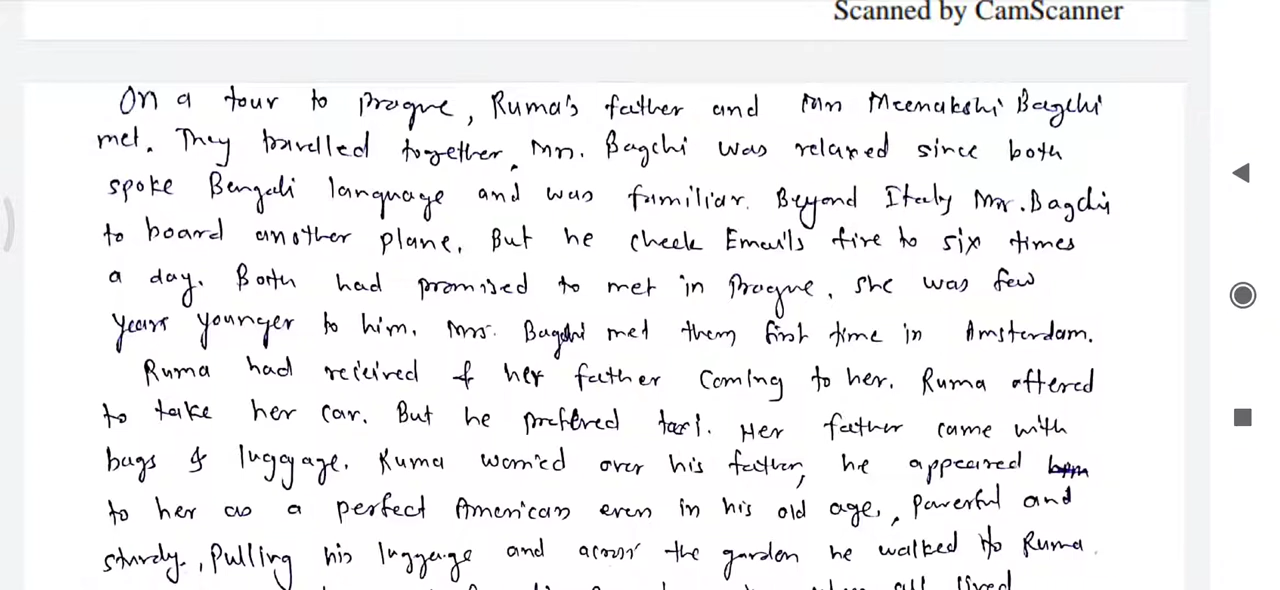 Scanned by CamScanner
On a tour to Prague, Ruma's father and Mrs Meenakshi Bagchi
met. They travelled together. Mrs. Bagchi was relaxed since both
spoke Bengali language and was familiar. Beyond Italy Mrs. Bagchi
to board another plane. But he check Emails five to six times
a day. Both had promised to met in Prague. She was few
years younger to him. Mrs. Bagchi met them first time in Amsterdam.
Ruma had received of her father coming to her. Ruma offered
to take her car. But he preffered taxi. Her father came with
bags & luggage. Ruma worried over his father, he appeared
to her as a perfect American even in his old age, powerful and
sturdy, Pulling his luggage and across the garden he walked to Ruma.
all lived